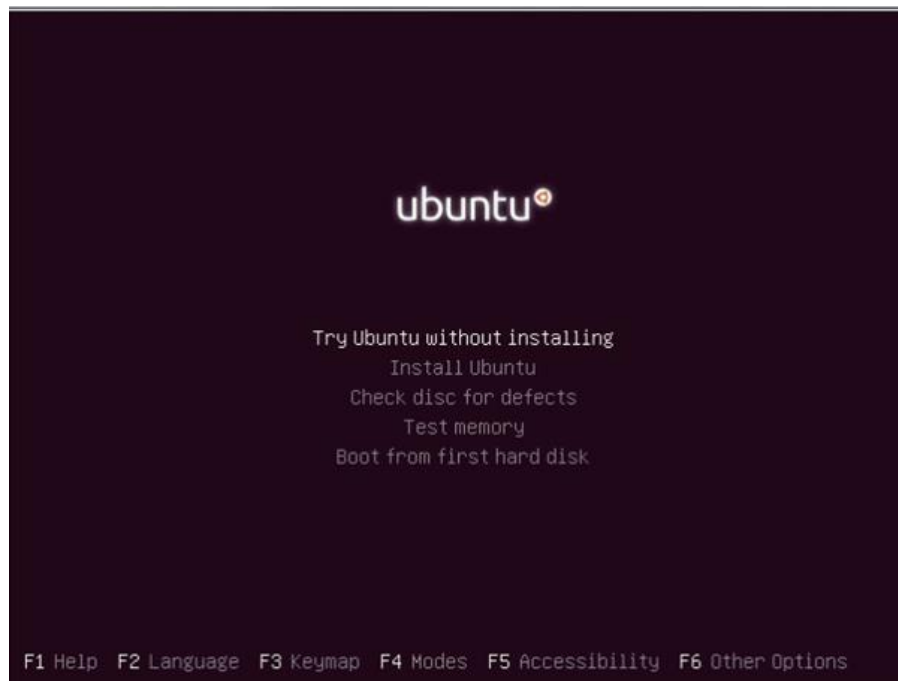 ubuntu
Try Ubuntu without installing
Install Ubuntu
Check disc for defects
Test memory
Boot from first hard disk
F1 Help F2 Language F3 Keymap F4 Modes F5 Accessibility F6 Other Options